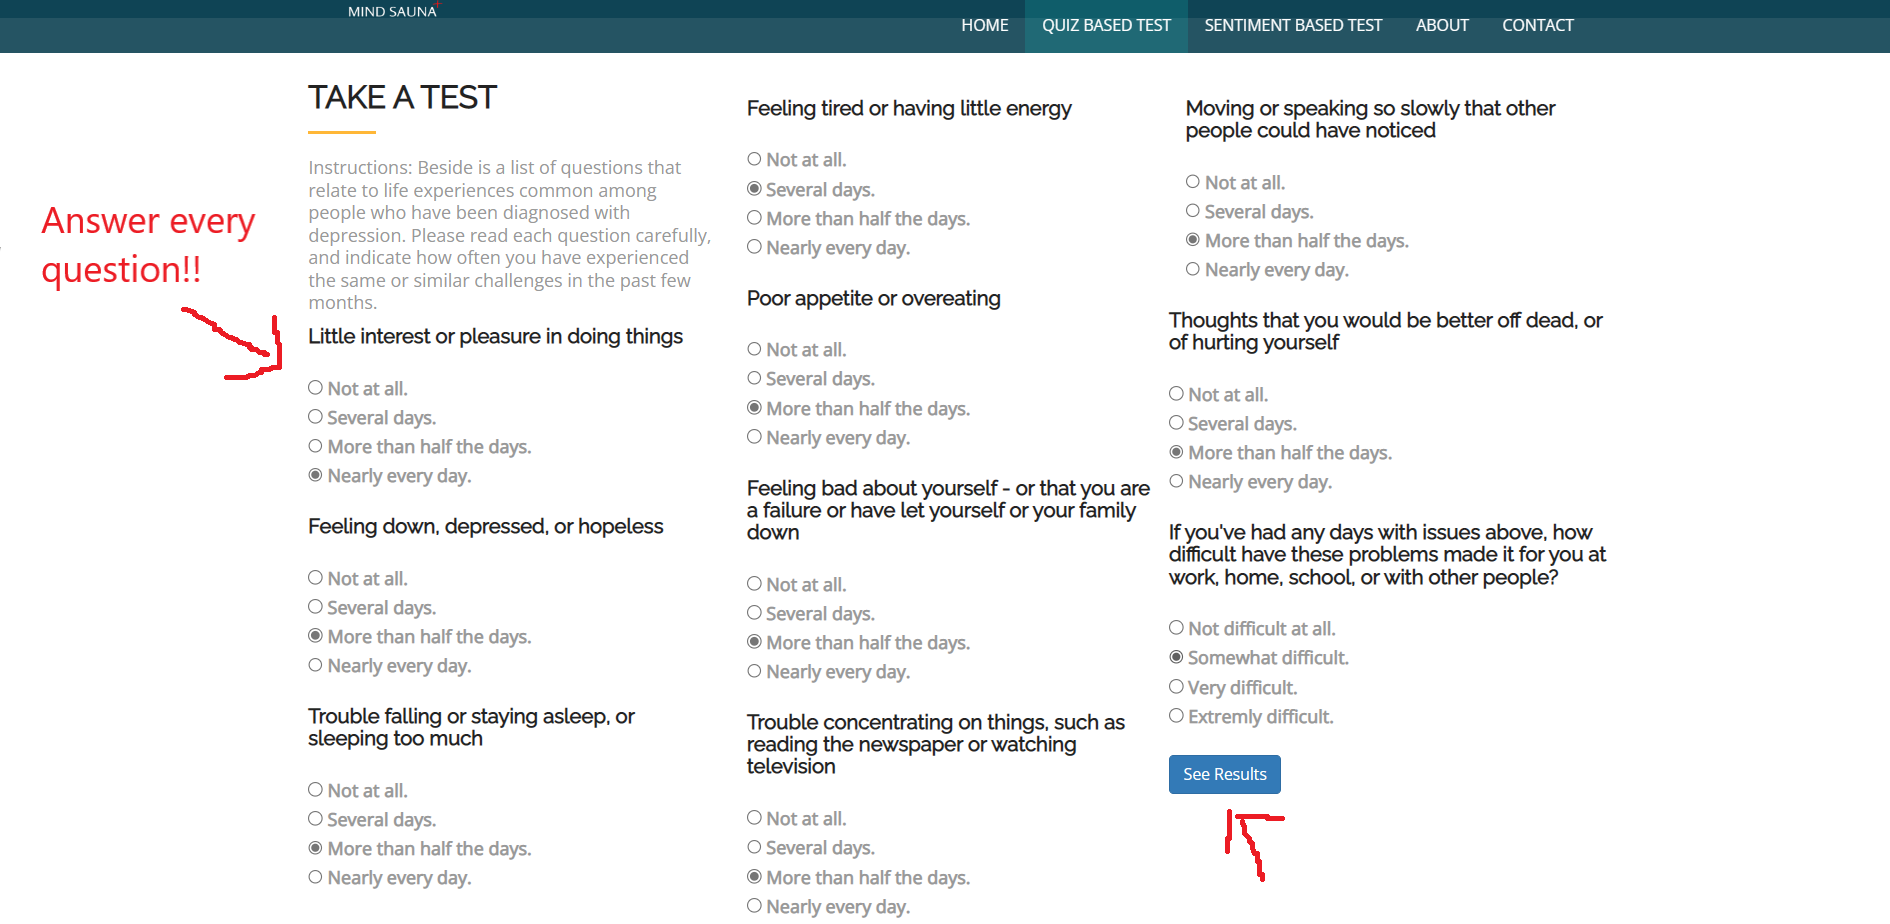 MIND SAUNA+
HOME QUIZ BASED TEST SENTIMENT BASED TEST ABOUT CONTACT
Answer every
question!!
TAKE A TEST
Instructions: Beside is a list of questions that
relate to life experiences common among
people who have been diagnosed with
depression. Please read each question carefully,
and indicate how often you have experienced
the same or similar challenges in the past few
months.
Little interest or pleasure in doing things
Not at all.
Several days.
More than half the days.
Nearly every day.
Feeling down, depressed, or hopeless
Not at all.
Several days.
More than half the days.
Nearly every day.
Trouble falling or staying asleep, or
sleeping too much
Not at all.
Several days.
More than half the days.
Nearly every day.
Feeling tired or having little energy
Not at all.
Several days.
More than half the days.
Nearly every day.
Poor appetite or overeating
Not at all.
Several days.
More than half the days.
Nearly every day.
Feeling bad about yourself - or that you are
a failure or have let yourself or your family
down
Not at all.
Several days.
More than half the days.
Nearly every day.
Trouble concentrating on things, such as
reading the newspaper or watching
television
Not at all.
Several days.
More than half the days.
Nearly every day.
Moving or speaking so slowly that other
people could have noticed
Not at all.
Several days.
More than half the days.
Nearly every day.
Thoughts that you would be better off dead, or
of hurting yourself
Not at all.
Several days.
More than half the days.
Nearly every day.
If you've had any days with issues above, how
difficult have these problems made it for you at
work, home, school, or with other people?
Not difficult at all.
Somewhat difficult.
Very difficult.
Extremly difficult.
See Results